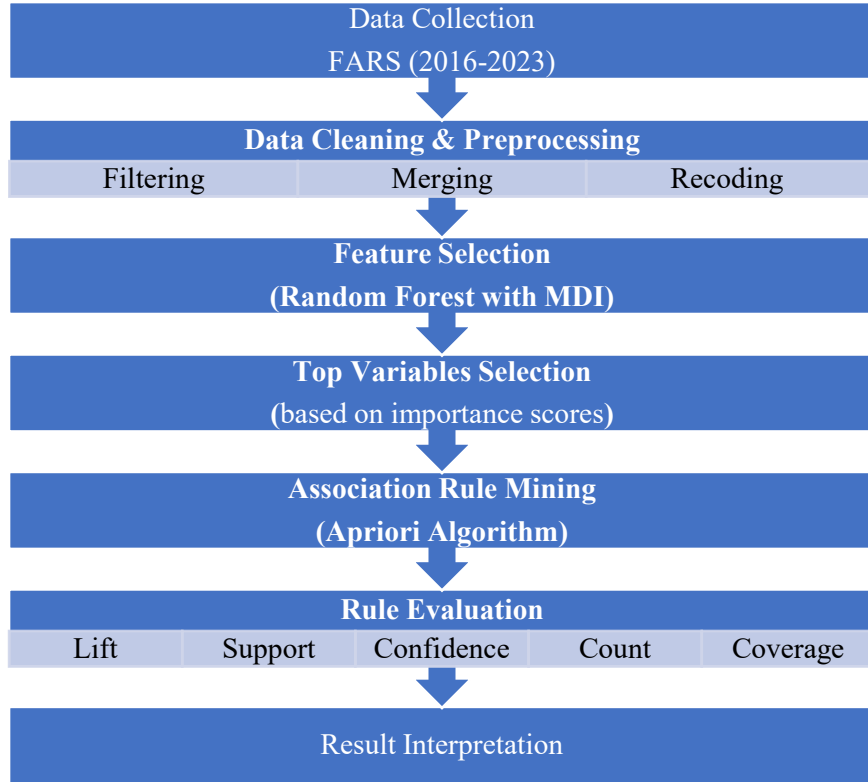 Data Collection
FARS (2016-2023)
Data Cleaning & Preprocessing
Filtering Merging Recoding
Feature Selection
(Random Forest with MDI)
Top Variables Selection
(based on importance scores)
Association Rule Mining
(Apriori Algorithm)
Rule Evaluation
Lift Support Confidence Count Coverage
Result Interpretation